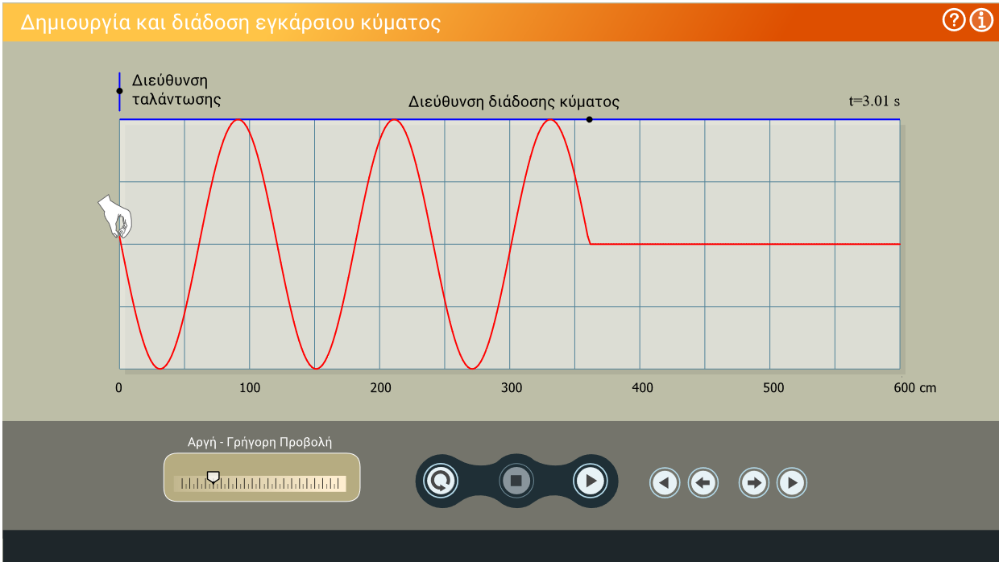 Δημιουργία και διάδοση εγκάρσιου κύματος
? i
Διεύθυνση
ταλάντωσης
Διεύθυνση διάδοσης κύματος
t=3.01 s
0 100 200 300 400 500 600 cm
Αργή - Γρήγορη Προβολή